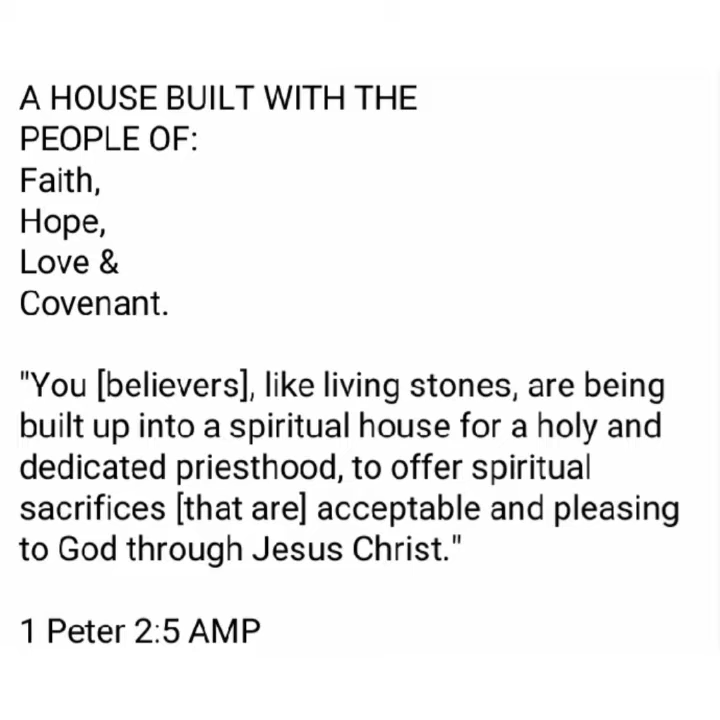 A HOUSE BUILT WITH THE
PEOPLE OF:
Faith,
Hope,
Love &
Covenant.
"You [believers], like living stones, are being
built up into a spiritual house for a holy and
dedicated priesthood, to offer spiritual
sacrifices [that are] acceptable and pleasing
to God through Jesus Christ."
1 Peter 2:5 AMP